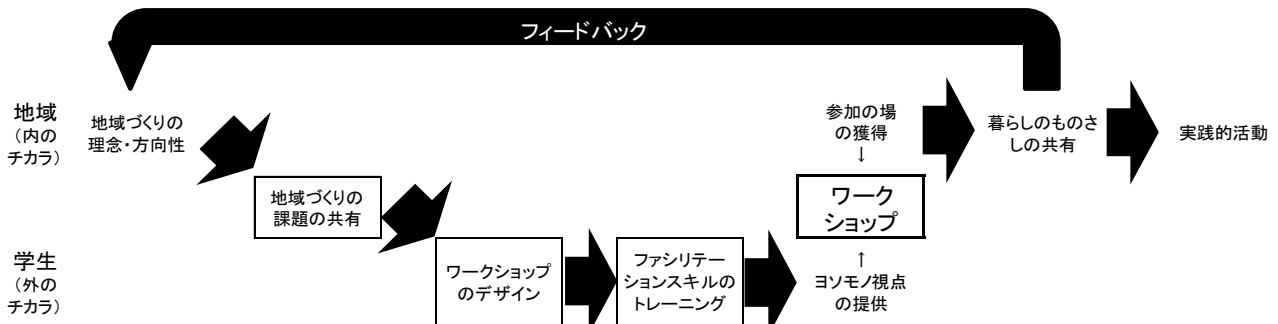 フィードバック
地域
（内の
チカラ）
地域づくりの
理念・方向性
地域づくりの
課題の共有
参加の場
の獲得
↓
ワーク
ショップ
↑
ヨソモノ視点
の提供
暮らしのものさ
しの共有
実践的活動
学生
（外の
チカラ）
ワークショップ
のデザイン
ファシリテー
ションスキルの
トレーニング